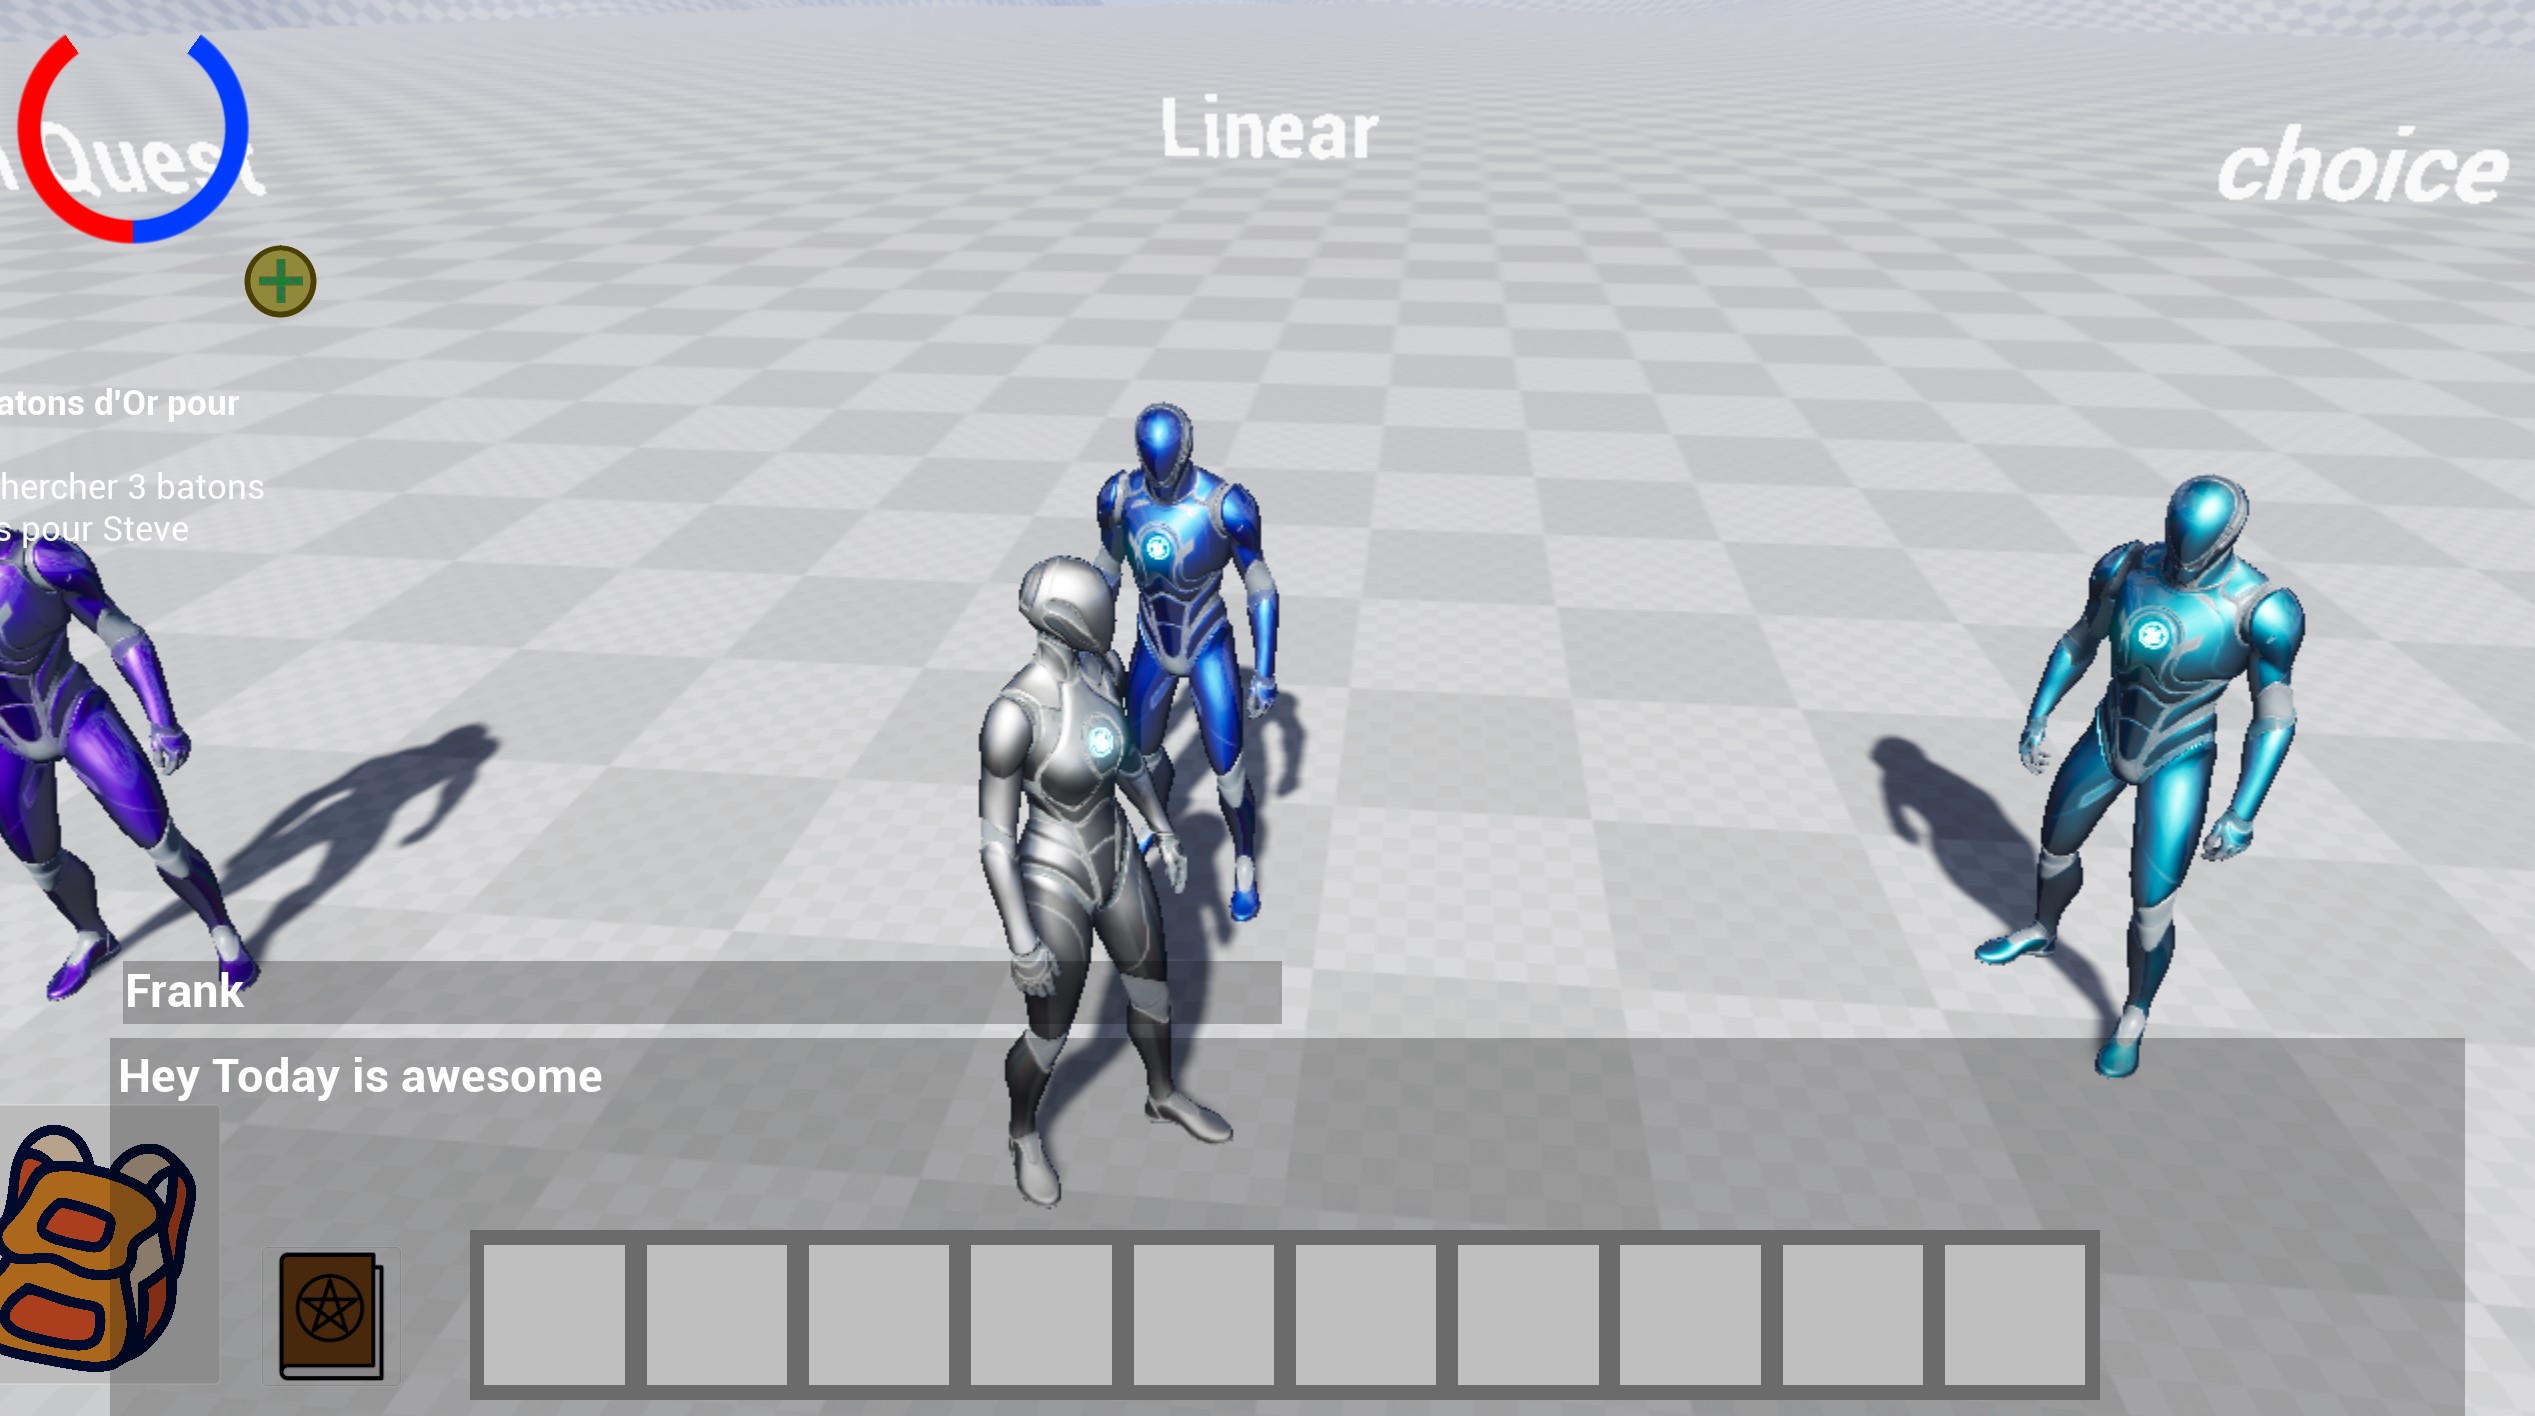 Quest
Linear
choice
atons d'Or pour
hercher 3 batons
s pour Steve
Frank
Hey Today is awesome